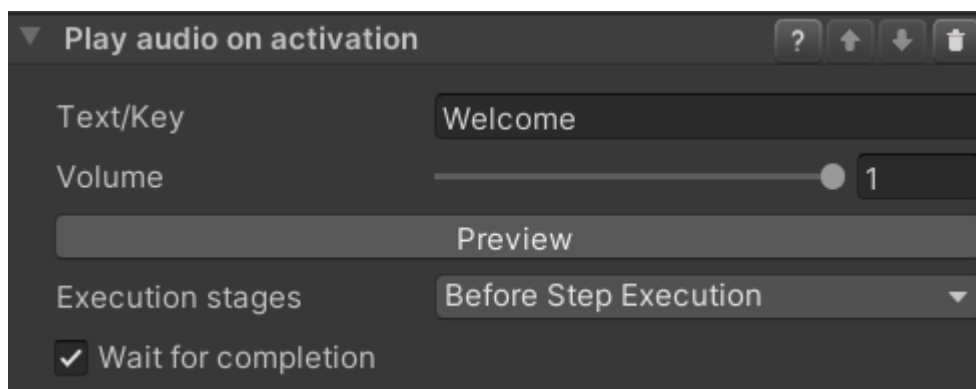 Play audio on activation ?
Text/Key Welcome
Volume 1
Preview
Execution stages Before Step Execution
Wait for completion